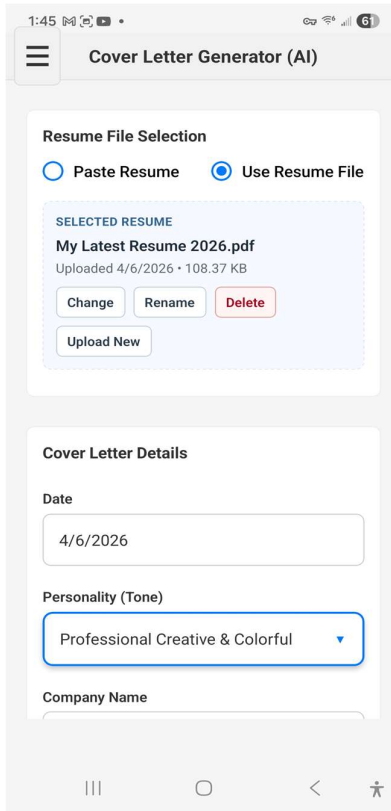 1:45
61
Cover Letter Generator (AI)
Resume File Selection
Paste Resume
Use Resume File
SELECTED RESUME
My Latest Resume 2026.pdf
Uploaded 4/6/2026 • 108.37 KB
Change
Rename
Delete
Upload New
Cover Letter Details
Date
4/6/2026
Personality (Tone)
Professional Creative & Colorful
Company Name